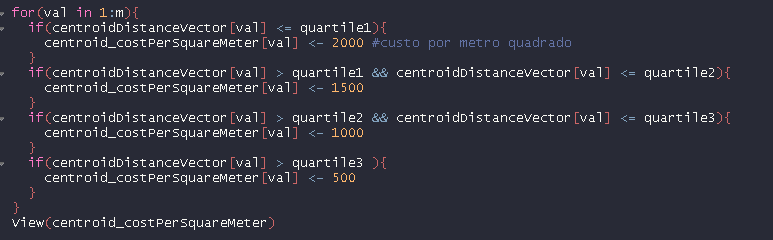 for(val in 1:m){
  if(centroidDistanceVector[val] <= quartile1){
    centroid_costPerSquareMeter[val] <- 2000 #custo por metro quadrado
  }
  if(centroidDistanceVector[val] > quartile1 && centroidDistanceVector[val] <= quartile2){
    centroid_costPerSquareMeter[val] <- 1500
  }
  if(centroidDistanceVector[val] > quartile2 && centroidDistanceVector[val] <= quartile3){
    centroid_costPerSquareMeter[val] <- 1000
  }
  if(centroidDistanceVector[val] > quartile3 ){
    centroid_costPerSquareMeter[val] <- 500
  }
}
View(centroid_costPerSquareMeter)